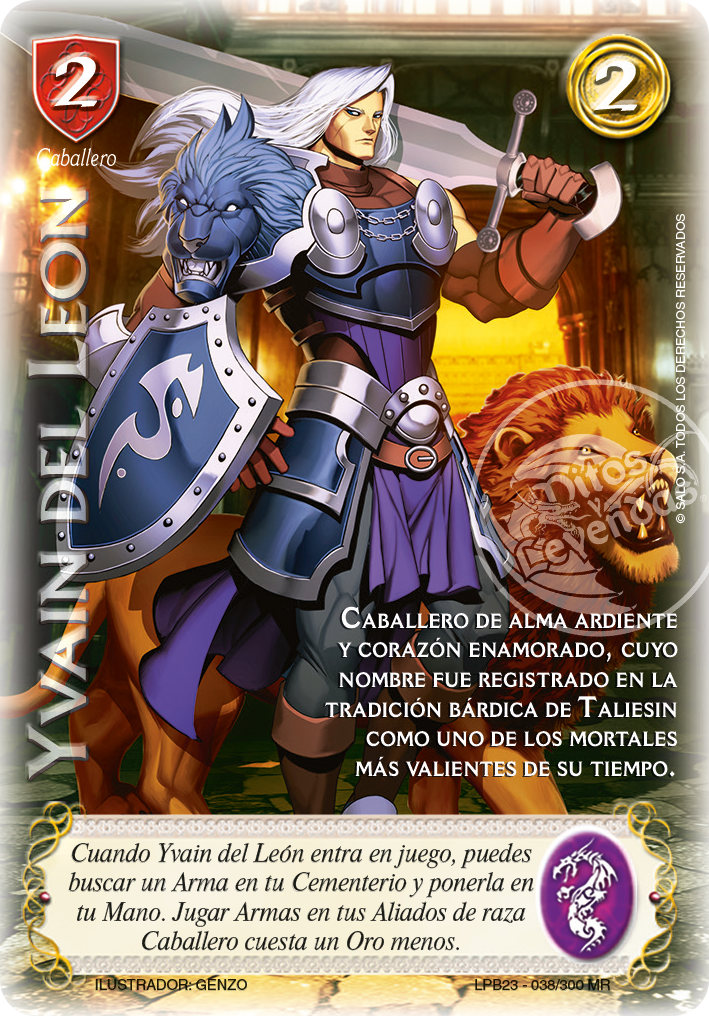 2
2
Caballero
YVAIN DEL LEON
© SALO S.A. TODOS LOS DERECHOS RESERVADOS
Mitos
y
Leyendas
CABALLERO DE ALMA ARDIENTE
Y CORAZÓN ENAMORADO, CUYO
NOMBRE FUE REGISTRADO EN LA
TRADICIÓN BÁRDICA DE TALIESIN
COMO UNO DE LOS MORTALES
MÁS VALIENTES DE SU TIEMPO.
Cuando Yvain del León entra en juego, puedes
buscar un Arma en tu Cementerio y ponerla en
tu Mano. Jugar Armas en tus Aliados de raza
Caballero cuesta un Oro menos.
ILUSTRADOR: GENZO
LPB23 - 038/300 MR